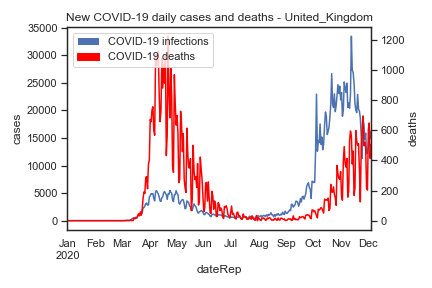 New COVID-19 daily cases and deaths - United_Kingdom
COVID-19 infections
COVID-19 deaths
35000
30000
25000
20000
15000
10000
5000
0
cases
1200
1000
800
600
400
200
0
deaths
Jan Feb Mar Apr May Jun Jul Aug Sep Oct Nov Dec
2020
dateRep